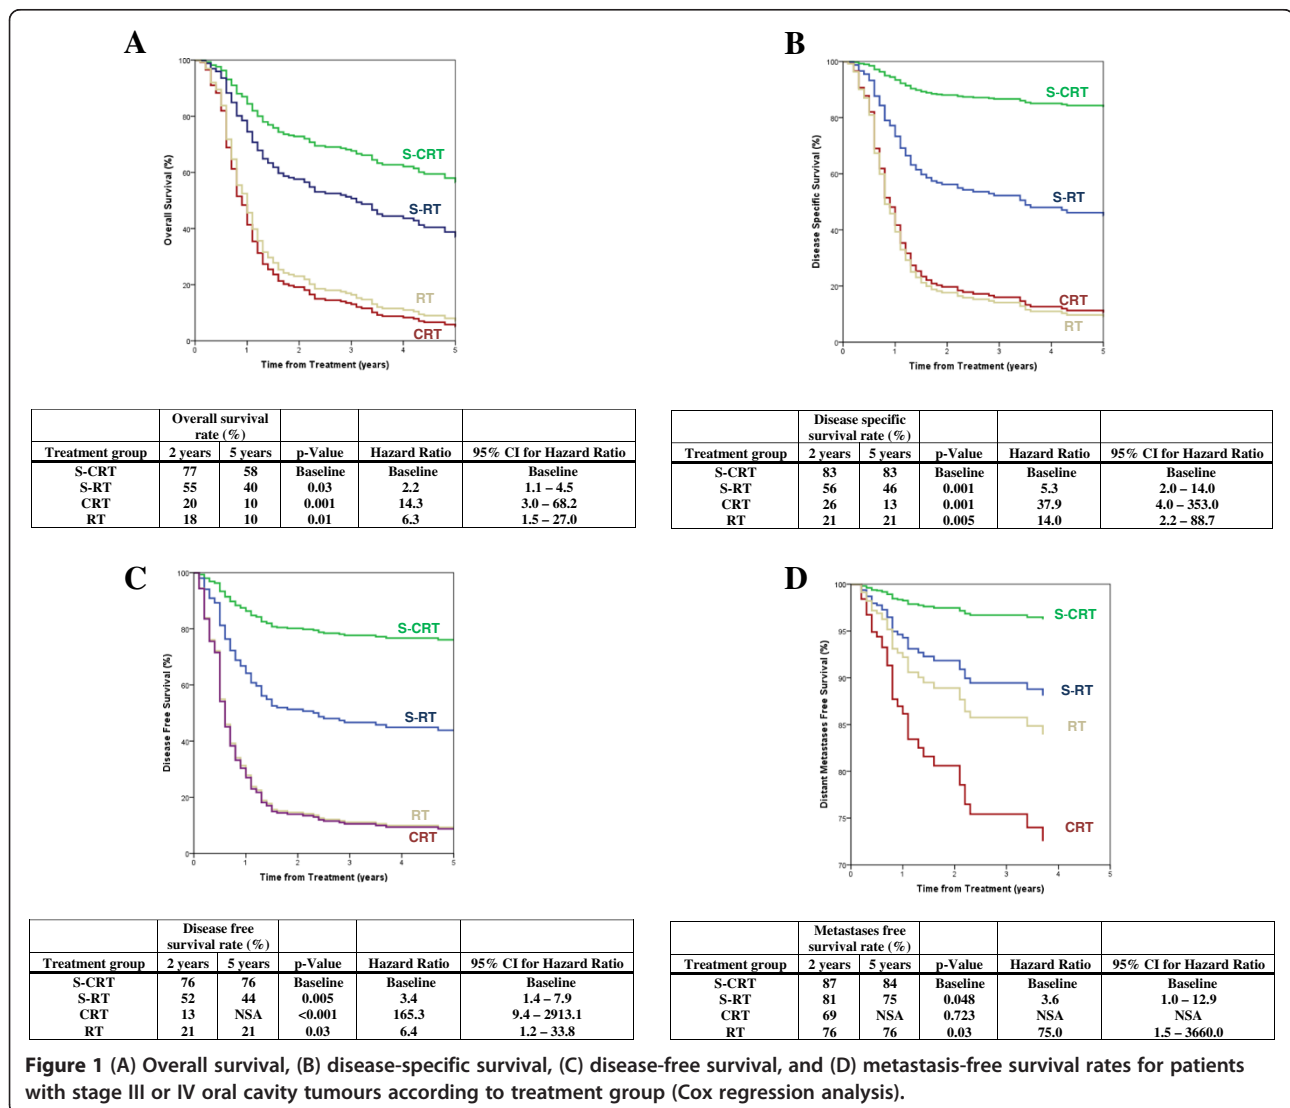 A
100
80
60
40
20
0
Overall Survival (%)
S-CRT
S-RT
RT
CRT
0 1 2 3 4 5
Time from Treatment (years)
Overall survival
rate (%)
Treatment group 2 years 5 years p-Value Hazard Ratio 95% CI for Hazard Ratio
S-CRT 77 58 Baseline Baseline Baseline
S-RT 55 40 0.03 2.2 1.1 – 4.5
CRT 20 10 0.001 14.3 3.0 – 68.2
RT 18 10 0.01 6.3 1.5 – 27.0
B
100
80
60
40
20
0
Disease Specific Survival (%)
S-CRT
S-RT
CRT
RT
0 1 2 3 4 5
Time from Treatment (years)
Disease specific
survival rate (%)
Treatment group 2 years 5 years p-Value Hazard Ratio 95% CI for Hazard Ratio
S-CRT 83 83 Baseline Baseline Baseline
S-RT 56 46 0.001 5.3 2.0 – 14.0
CRT 26 13 0.001 37.9 4.0 – 353.0
RT 21 21 0.005 14.0 2.2 – 88.7
C
100
80
60
40
20
0
Disease Free Survival (%)
S-CRT
S-RT
RT
CRT
0 1 2 3 4 5
Time from Treatment (years)
Disease free
survival rate (%)
Treatment group 2 years 5 years p-Value Hazard Ratio 95% CI for Hazard Ratio
S-CRT 76 76 Baseline Baseline Baseline
S-RT 52 44 0.005 3.4 1.4 – 7.9
CRT 13 NSA <0.001 165.3 9.4 – 2913.1
RT 21 21 0.03 6.4 1.2 – 33.8
D
100
95
90
85
80
75
70
Distant Metastases Free Survival (%)
S-CRT
S-RT
RT
CRT
0 1 2 3 4 5
Time from Treatment (years)
Metastases free
survival rate (%)
Treatment group 2 years 5 years p-Value Hazard Ratio 95% CI for Hazard Ratio
S-CRT 87 84 Baseline Baseline Baseline
S-RT 81 75 0.048 3.6 1.0 – 12.9
CRT 69 NSA 0.723 NSA NSA
RT 76 76 0.03 75.0 1.5 – 3660.0
Figure 1 (A) Overall survival, (B) disease-specific survival, (C) disease-free survival, and (D) metastasis-free survival rates for patients
with stage III or IV oral cavity tumours according to treatment group (Cox regression analysis).